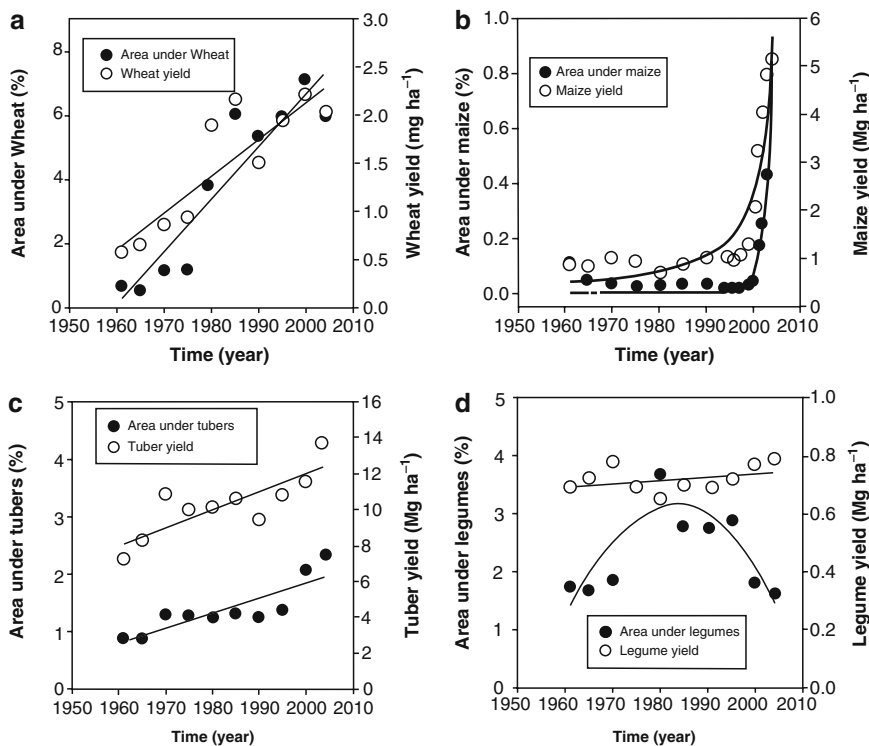 a
Area under Wheat (%)
8
6
4
2
0
Area under Wheat
Wheat yield
3.0
2.5
2.0
1.5
1.0
0.5
0.0
Wheat yield (mg ha⁻¹)
1950 1960 1970 1980 1990 2000 2010
Time (year)
b
Area under maize (%)
1.0
0.8
0.6
0.4
0.2
0.0
Area under maize
Maize yield
6
5
4
3
2
1
0
Maize yield (Mg ha⁻¹)
1950 1960 1970 1980 1990 2000 2010
Time (year)
c
Area under tubers (%)
5
4
3
2
1
0
Area under tubers
Tuber yield
16
14
12
10
8
6
4
2
0
Tuber yield (Mg ha⁻¹)
1950 1960 1970 1980 1990 2000 2010
Time (year)
d
Area under legumes (%)
5
4
3
2
1
0
Area under legumes
Legume yield
1.0
0.8
0.6
0.4
0.2
0.0
Legume yield (Mg ha⁻¹)
1950 1960 1970 1980 1990 2000 2010
Time (year)